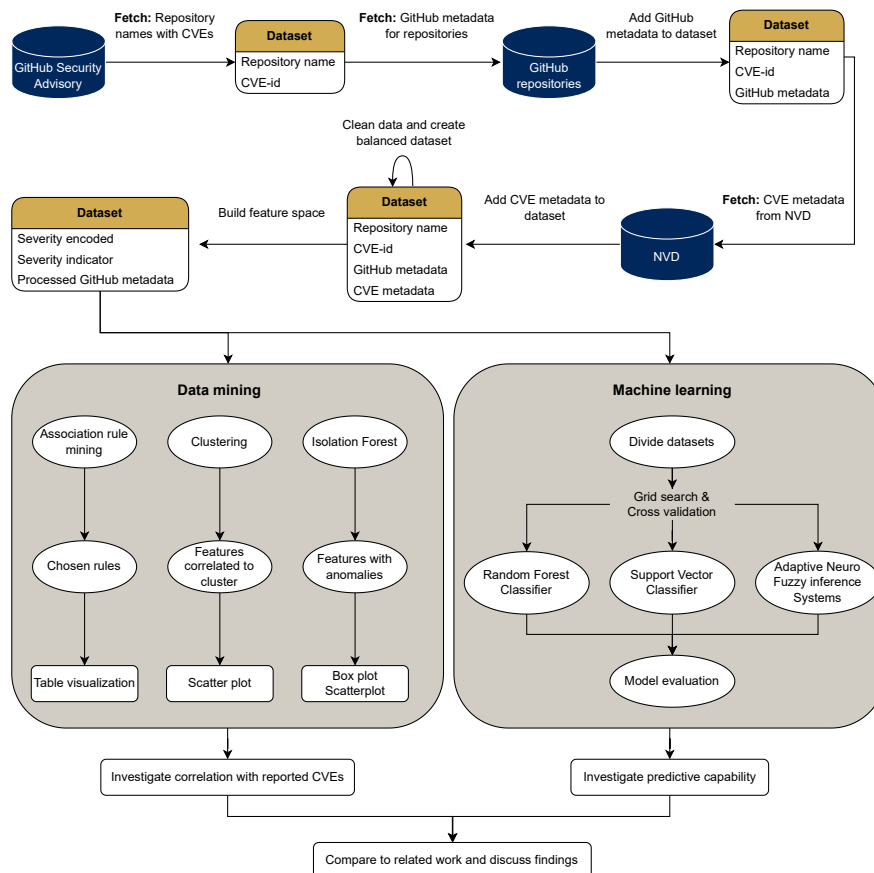 Fetch: Repository
names with CVEs
GitHub Security
Advisory
Dataset
Repository name
CVE-id
Fetch: GitHub metadata
for repositories
GitHub
repositories
Add GitHub
metadata to dataset
Dataset
Repository name
CVE-id
GitHub metadata
Fetch: CVE metadata
from NVD
NVD
Add CVE metadata to
dataset
Clean data and create
balanced dataset
Dataset
Repository name
CVE-id
GitHub metadata
CVE metadata
Build feature space
Dataset
Severity encoded
Severity indicator
Processed GitHub metadata
Data mining
Association rule
mining
Clustering
Isolation Forest
Chosen rules
Features
correlated to
cluster
Features with
anomalies
Table visualization
Scatter plot
Box plot
Scatterplot
Machine learning
Divide datasets
Grid search &
Cross validation
Random Forest
Classifier
Support Vector
Classifier
Adaptive Neuro
Fuzzy inference
Systems
Model evaluation
Investigate correlation with reported CVEs
Investigate predictive capability
Compare to related work and discuss findings